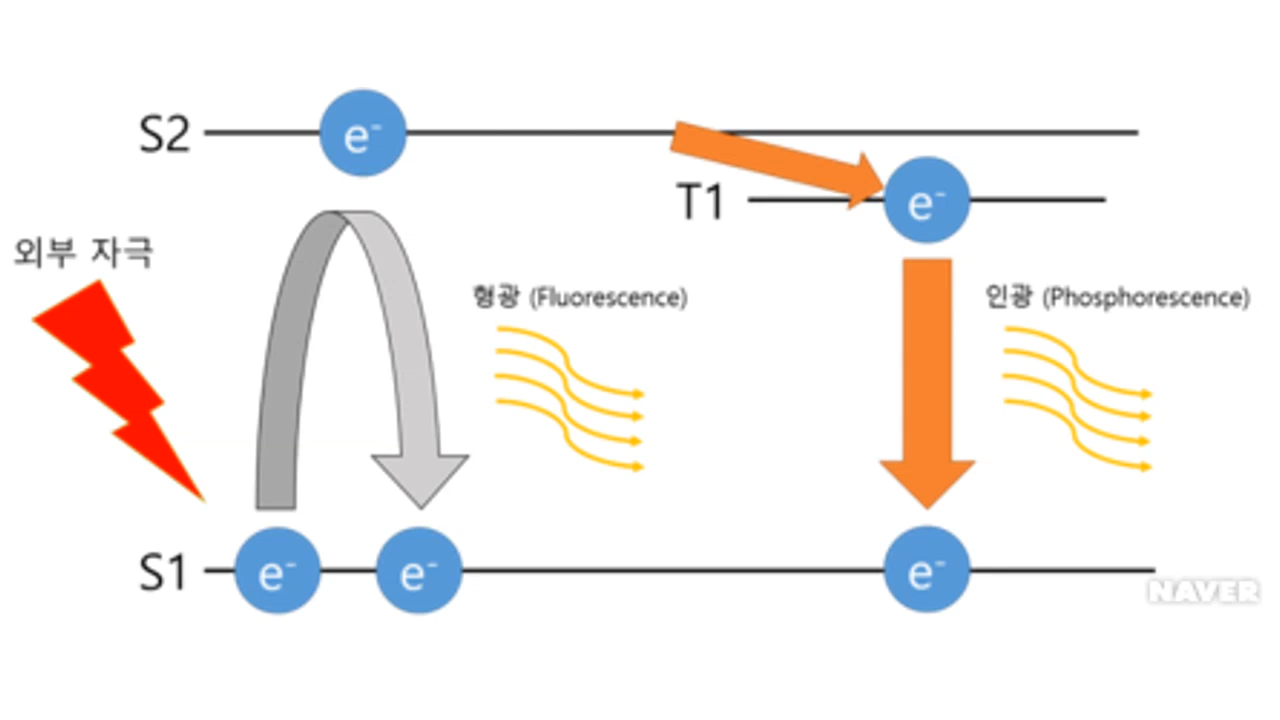 S2
e⁻
T1
e⁻
외부 자극
형광 (Fluorescence)
인광 (Phosphorescence)
S1
e⁻
e⁻
e⁻
NAVER